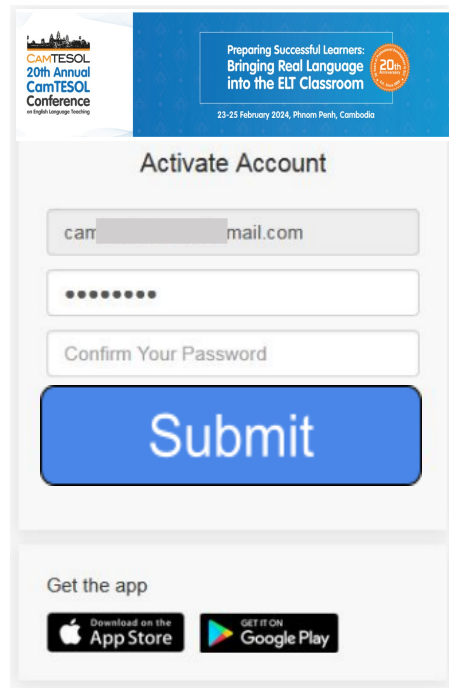 CAMTESOL
20th Annual
CamTESOL
Conference
on English Language Teaching
Preparing Successful Learners:
Bringing Real Language
into the ELT Classroom
20th
Anniversary
23-25 February 2024, Phnom Penh, Cambodia
Activate Account
cam mail.com
••••••••
Confirm Your Password
Submit
Get the app
Download on the
App Store
GET IT ON
Google Play